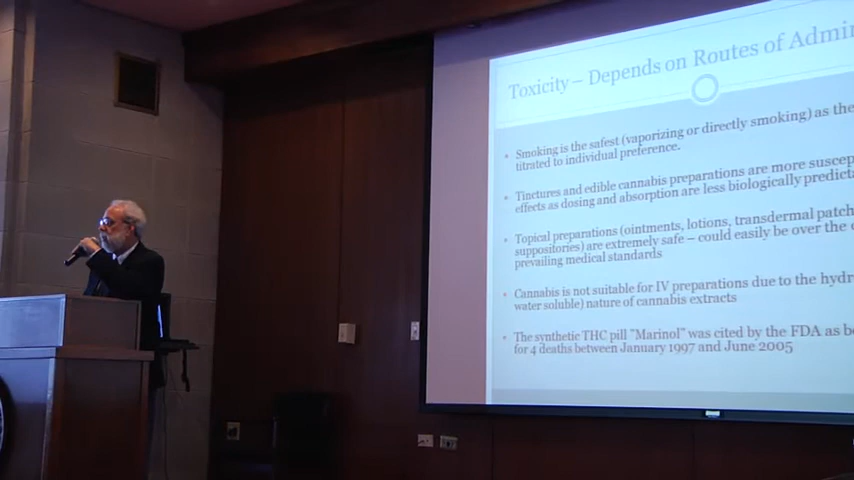 Toxicity – Depends on Routes of Admin
Smoking is the safest (vaporizing or directly smoking) as the
titrated to individual preference.
Tinctures and edible cannabis preparations are more suscep
effects as dosing and absorption are less biologically predicta
Topical preparations (ointments, lotions, transdermal patch
suppositories) are extremely safe – could easily be over the
prevailing medical standards
Cannabis is not suitable for IV preparations due to the hydr
water soluble) nature of cannabis extracts
The synthetic THC pill "Marinol" was cited by the FDA as
for 4 deaths between January 1997 and June 2005